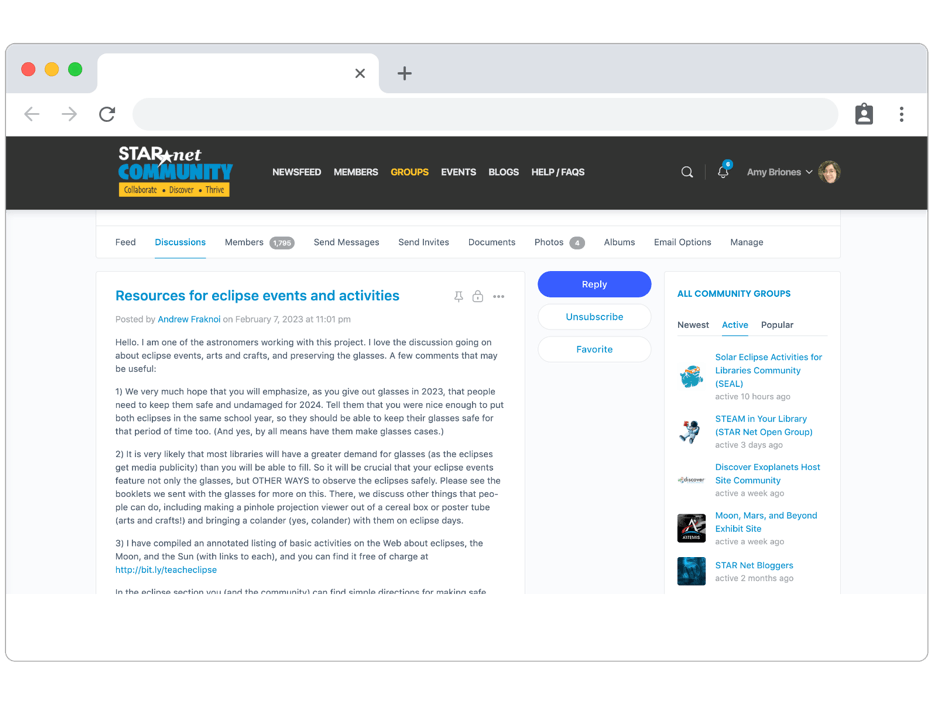 STAR net
COMMUNITY
Collaborate • Discover • Thrive
NEWSFEED MEMBERS GROUPS EVENTS BLOGS HELP / FAQS
6
Amy Briones
Feed Discussions Members 1,795 Send Messages Send Invites Documents Photos 4 Albums Email Options Manage
Resources for eclipse events and activities
Posted by Andrew Fraknoi on February 7, 2023 at 11:01 pm
Hello. I am one of the astronomers working with this project. I love the discussion going on
about eclipse events, arts and crafts, and preserving the glasses. A few comments that may
be useful:
1) We very much hope that you will emphasize, as you give out glasses in 2023, that people
need to keep them safe and undamaged for 2024. Tell them that you were nice enough to put
both eclipses in the same school year, so they should be able to keep their glasses safe for
that period of time too. (And yes, by all means have them make glasses cases.)
2) It is very likely that most libraries will have a greater demand for glasses (as the eclipses
get media publicity) than you will be able to fill. So it will be crucial that your eclipse events
feature not only the glasses, but OTHER WAYS to observe the eclipses safely. Please see the
booklets we sent with the glasses for more on this. There, we discuss other things that peo-
ple can do, including making a pinhole projection viewer out of a cereal box or poster tube
(arts and crafts!) and bringing a colander (yes, colander) with them on eclipse days.
3) I have compiled an annotated listing of basic activities on the Web about eclipses, the
Moon, and the Sun (with links to each), and you can find it free of charge at
http://bit.ly/teacheclipse
In the eclipse section you (and the community) can find simple directions for making safe
Reply
Unsubscribe
Favorite
ALL COMMUNITY GROUPS
Newest Active Popular
Solar Eclipse Activities for
Libraries Community
(SEAL)
active 10 hours ago
STEAM in Your Library
(STAR Net Open Group)
active 3 days ago
discover
Discover Exoplanets Host
Site Community
active a week ago
ARTEMIS
Moon, Mars, and Beyond
Exhibit Site
active a week ago
STAR Net Bloggers
active 2 months ago